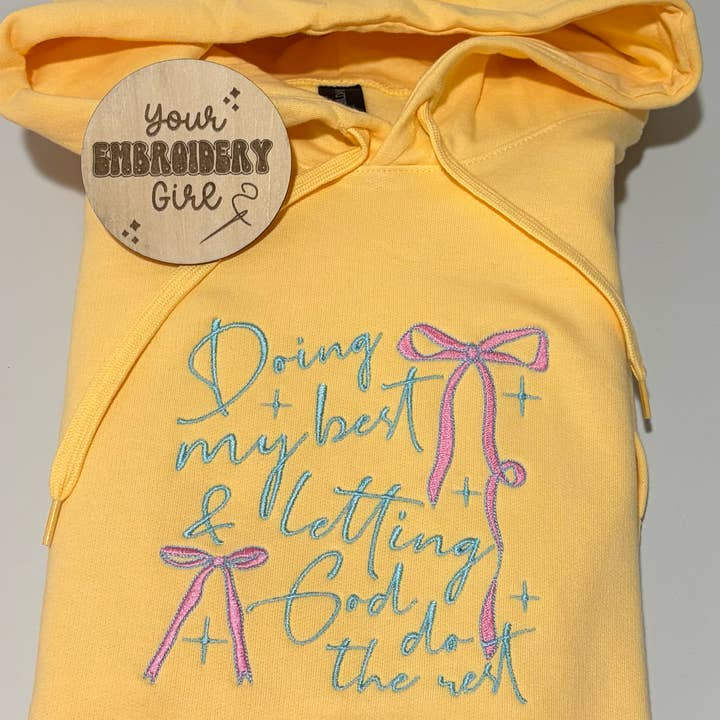 your
EMBROIDERY
Girl
Doing
my best
& letting
God do
the rest